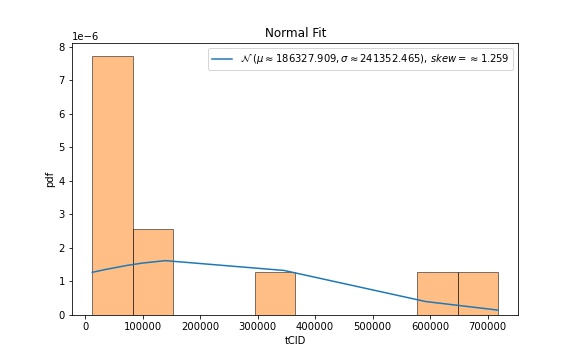 Normal Fit
1e−6
𝒩 (μ ≈ 186327.909, σ ≈ 241352.465), skew = ≈ 1.259
8
7
6
5
4
3
2
1
0
pdf
0 100000 200000 300000 400000 500000 600000 700000
tCID